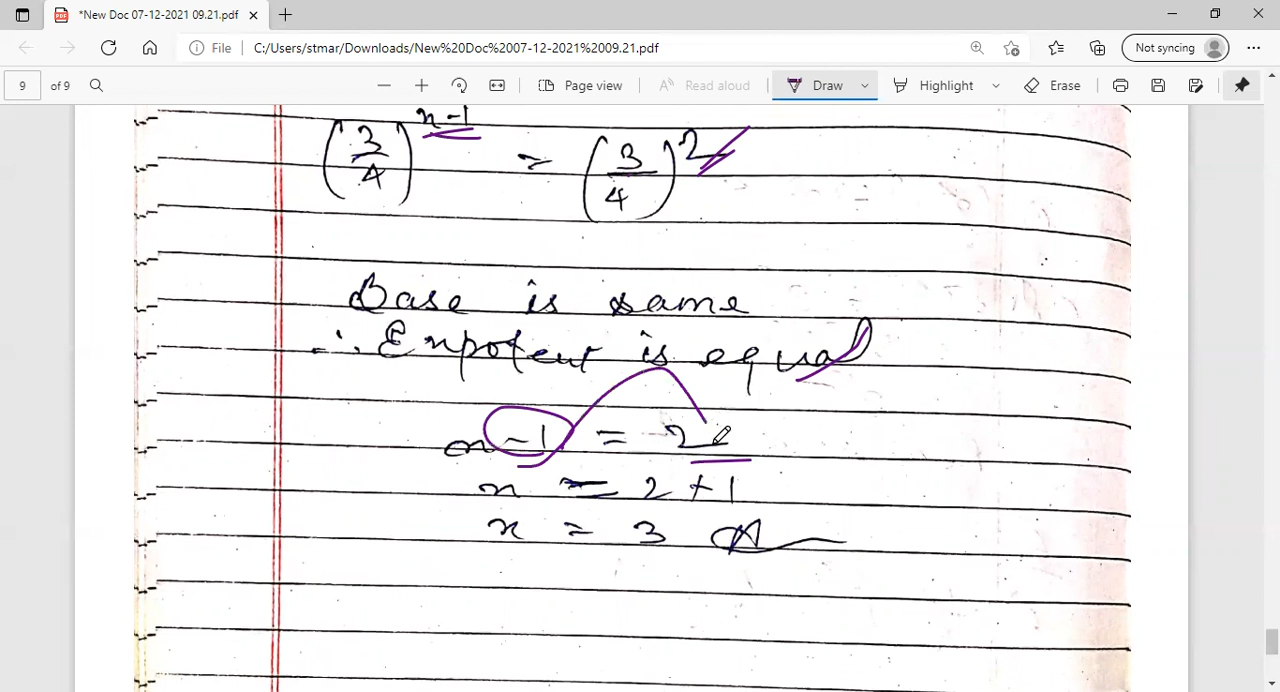 *New Doc 07-12-2021 09.21.pdf
File C:/Users/stmar/Downloads/New%20Doc%2007-12-2021%2009.21.pdf Not syncing
9 of 9 Page view Read aloud Draw Highlight Erase
(3/4)^x-1 = (3/4)^2
Base is same
∴ Expotent is equal
x -1 = 2
x = 2 + 1
x = 3